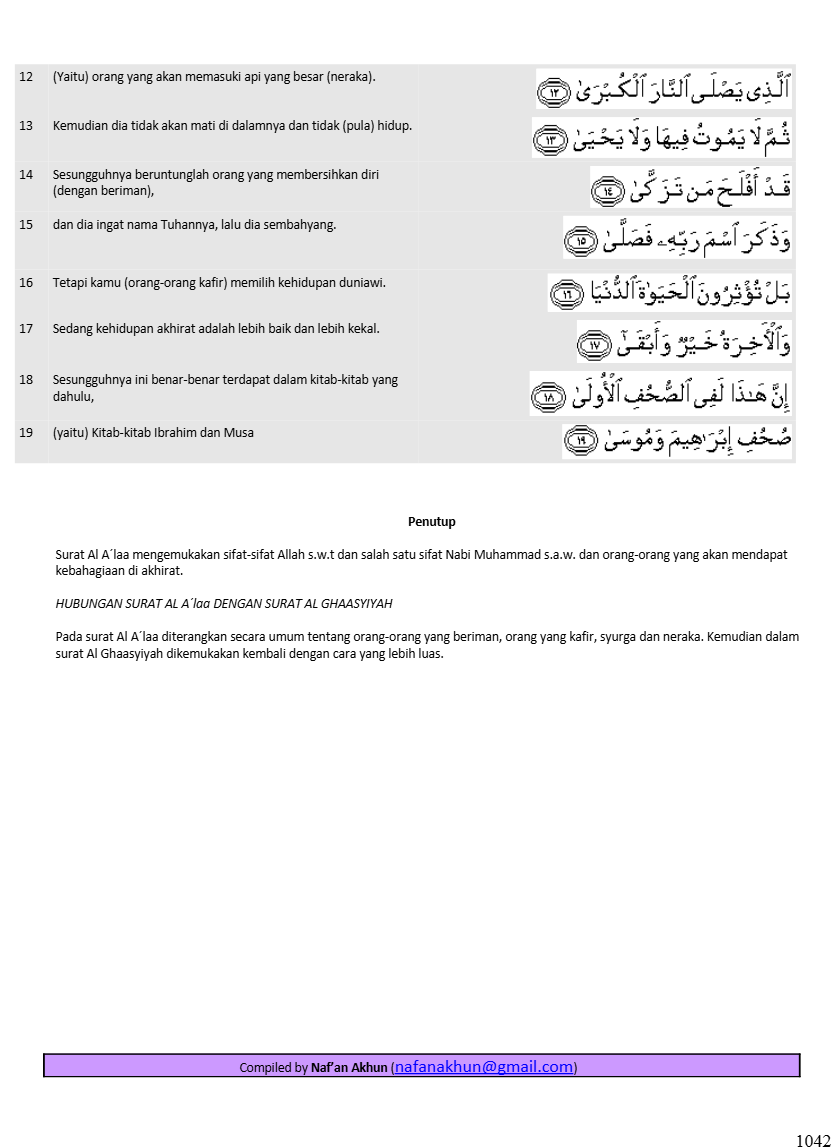 12 (Yaitu) orang yang akan memasuki api yang besar (neraka). ٱلَّذِى يَصْلَى ٱلنَّارَ ٱلْكُبْرَىٰ ١٢
13 Kemudian dia tidak akan mati di dalamnya dan tidak (pula) hidup. ثُمَّ لَا يَمُوتُ فِيهَا وَلَا يَحْيَىٰ ١٣
14 Sesungguhnya beruntunglah orang yang membersihkan diri
(dengan beriman), قَدْ أَفْلَحَ مَن تَزَكَّىٰ ١٤
15 dan dia ingat nama Tuhannya, lalu dia sembahyang. وَذَكَرَ ٱسْمَ رَبِّهِۦ فَصَلَّىٰ ١٥
16 Tetapi kamu (orang-orang kafir) memilih kehidupan duniawi. بَلْ تُؤْثِرُونَ ٱلْحَيَوٰةَ ٱلدُّنْيَا ١٦
17 Sedang kehidupan akhirat adalah lebih baik dan lebih kekal. وَٱلْأَخِرَةُ خَيْرٌ وَأَبْقَىٰٓ ١٧
18 Sesungguhnya ini benar-benar terdapat dalam kitab-kitab yang
dahulu, إِنَّ هَـٰذَا لَفِى ٱلصُّحُفِ ٱلْأُولَىٰ ١٨
19 (yaitu) Kitab-kitab Ibrahim dan Musa صُحُفِ إِبْرَٰهِيمَ وَمُوسَىٰ ١٩
Penutup
Surat Al A´laa mengemukakan sifat-sifat Allah s.w.t dan salah satu sifat Nabi Muhammad s.a.w. dan orang-orang yang akan mendapat
kebahagiaan di akhirat.
HUBUNGAN SURAT AL A´laa DENGAN SURAT AL GHAASYIYAH
Pada surat Al A´laa diterangkan secara umum tentang orang-orang yang beriman, orang yang kafir, syurga dan neraka. Kemudian dalam
surat Al Ghaasyiyah dikemukakan kembali dengan cara yang lebih luas.
Compiled by Naf’an Akhun (nafanakhun@gmail.com)
1042